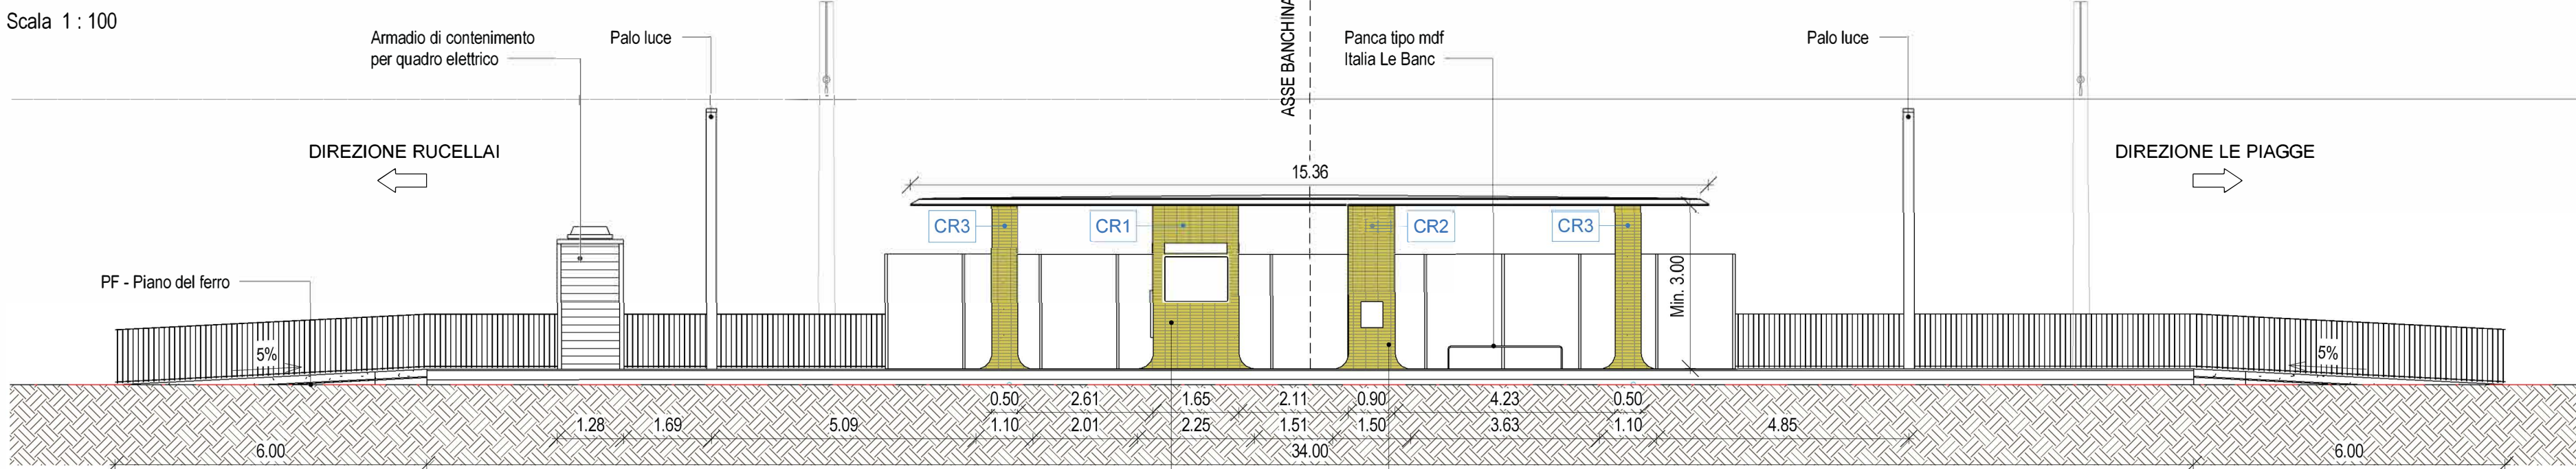 Scala 1 : 100
Armadio di contenimento
per quadro elettrico
Palo luce
ASSE BANCHINA
Panca tipo mdf
Italia Le Banc
Palo luce
DIREZIONE RUCELLAI
DIREZIONE LE PIAGGE
15.36
CR3
CR1
CR2
CR3
PF - Piano del ferro
Min. 3.00
5%
5%
0.50 2.61 1.65 2.11 0.90 4.23 0.50
1.28 1.69 5.09 1.10 2.01 2.25 1.51 1.50 3.63 1.10 4.85
6.00 34.00 6.00